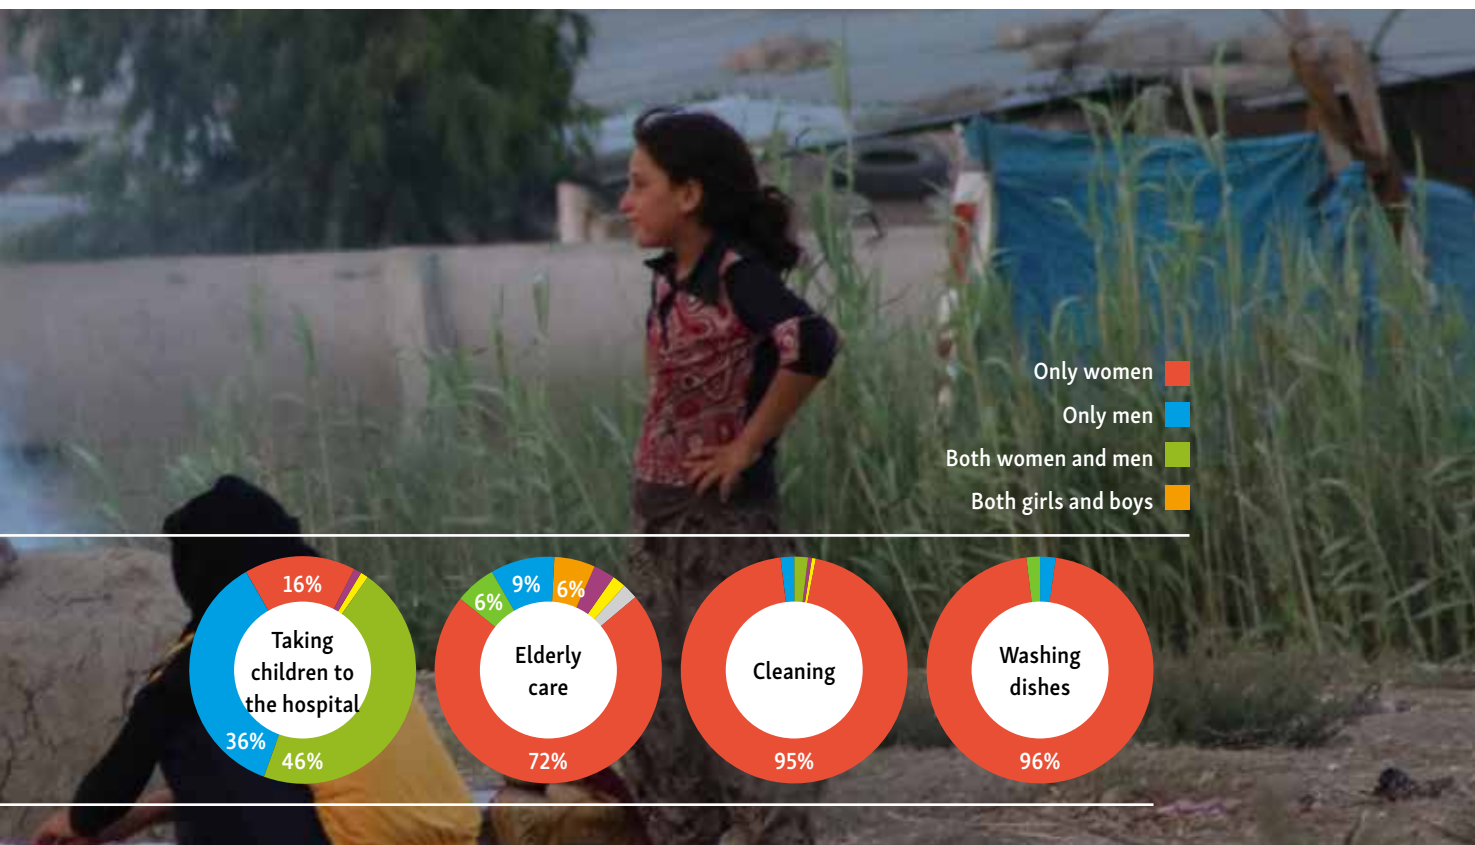 Only women
Only men
Both women and men
Both girls and boys
16%
Taking
children to
the hospital
36%
46%
9%
6%
6%
Elderly
care
72%
Cleaning
95%
Washing
dishes
96%